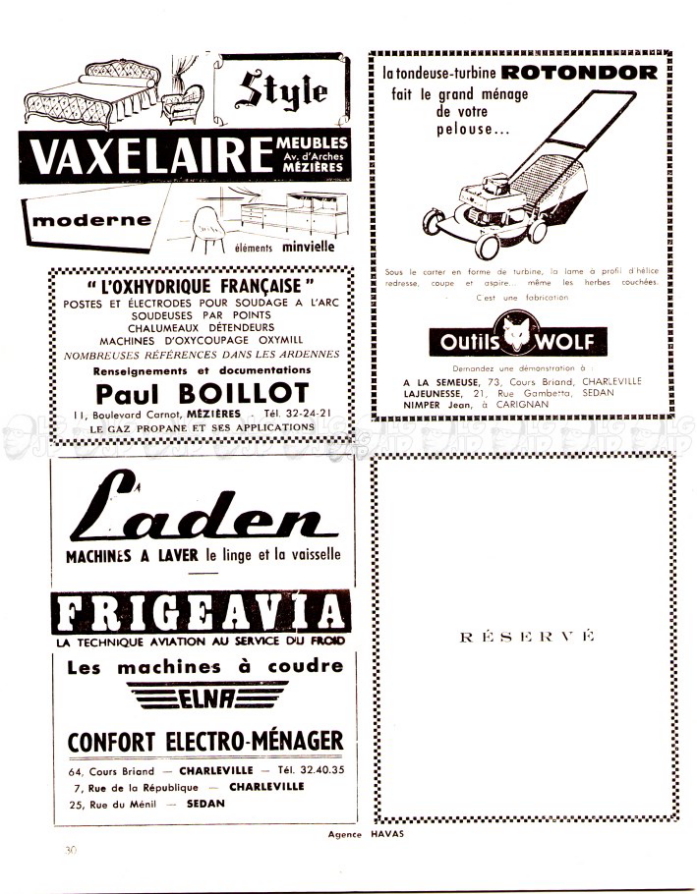 Style
VAXELAIRE
MEUBLES
Av. d'Arches
MÉZIÈRES
moderne
éléments minvielle
" L'OXHYDRIQUE FRANÇAISE "
POSTES ET ÉLECTRODES POUR SOUDAGE A L'ARC
SOUDEUSES PAR POINTS
CHALUMEAUX DÉTENDEURS
MACHINES D'OXYCOUPAGE OXYMILL
NOMBREUSES RÉFÉRENCES DANS LES ARDENNES
Renseignements et documentations
Paul BOILLOT
11, Boulevard Carnot, MÉZIÈRES - Tél. 32-24-21
LE GAZ PROPANE ET SES APPLICATIONS
la tondeuse-turbine ROTONDOR
fait le grand ménage
de votre
pelouse...
Sous le carter en forme de turbine, la lame à profil d'hélice
redresse, coupe et aspire... même les herbes couchées.
C'est une fabrication
Outils WOLF
Demandez une démonstration à :
A LA SEMEUSE, 73, Cours Briand, CHARLEVILLE
LAJEUNESSE, 21, Rue Gambetta, SEDAN
NIMPER Jean, à CARIGNAN
Laden
MACHINES A LAVER le linge et la vaisselle
FRIGEAVIA
LA TECHNIQUE AVIATION AU SERVICE DU FROID
Les machines à coudre
ELNA
CONFORT ELECTRO-MÉNAGER
64, Cours Briand — CHARLEVILLE — Tél. 32.40.35
7, Rue de la République — CHARLEVILLE
25, Rue du Ménil — SEDAN
RÉSERVÉ
Agence HAVAS
30